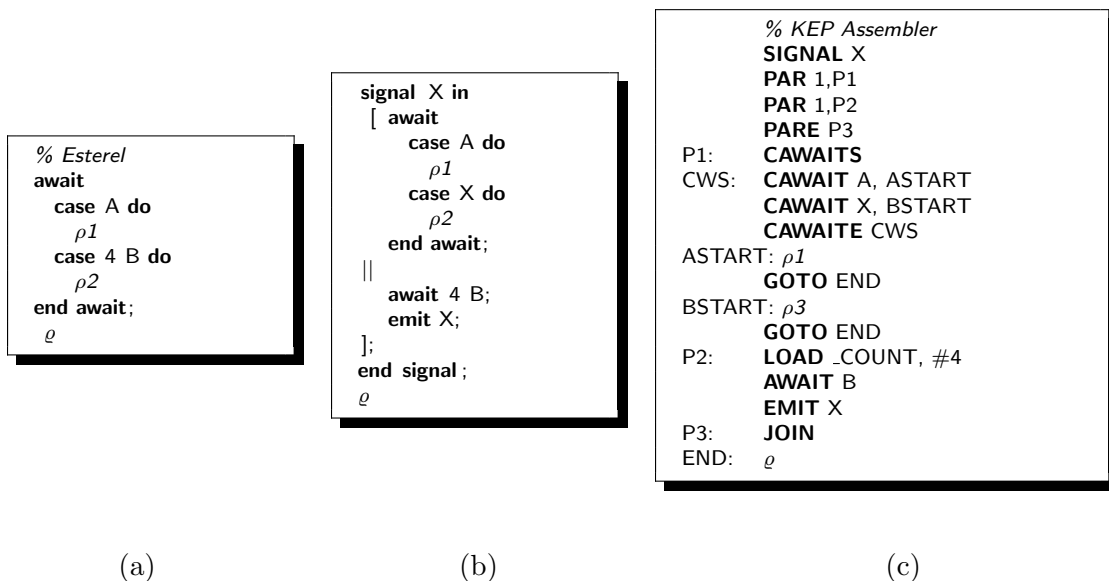 % Esterel
await
case A do
ρ1
case 4 B do
ρ2
end await;
ϱ
signal X in
[ await
case A do
ρ1
case X do
ρ2
end await;
||
await 4 B;
emit X;
];
end signal;
ϱ
% KEP Assembler
SIGNAL X
PAR 1,P1
PAR 1,P2
PARE P3
P1: CAWAITS
CWS: CAWAIT A, ASTART
CAWAIT X, BSTART
CAWAITE CWS
ASTART: ρ1
GOTO END
BSTART: ρ3
GOTO END
P2: LOAD _COUNT, #4
AWAIT B
EMIT X
P3: JOIN
END: ϱ
(a) (b) (c)